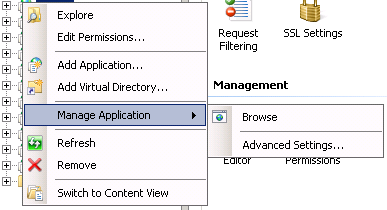 Explore
Edit Permissions...
Add Application...
Add Virtual Directory...
Manage Application
Refresh
Remove
Switch to Content View
Request
Filtering
SSL Settings
Management
Browse
Advanced Settings...
Editor
Permissions